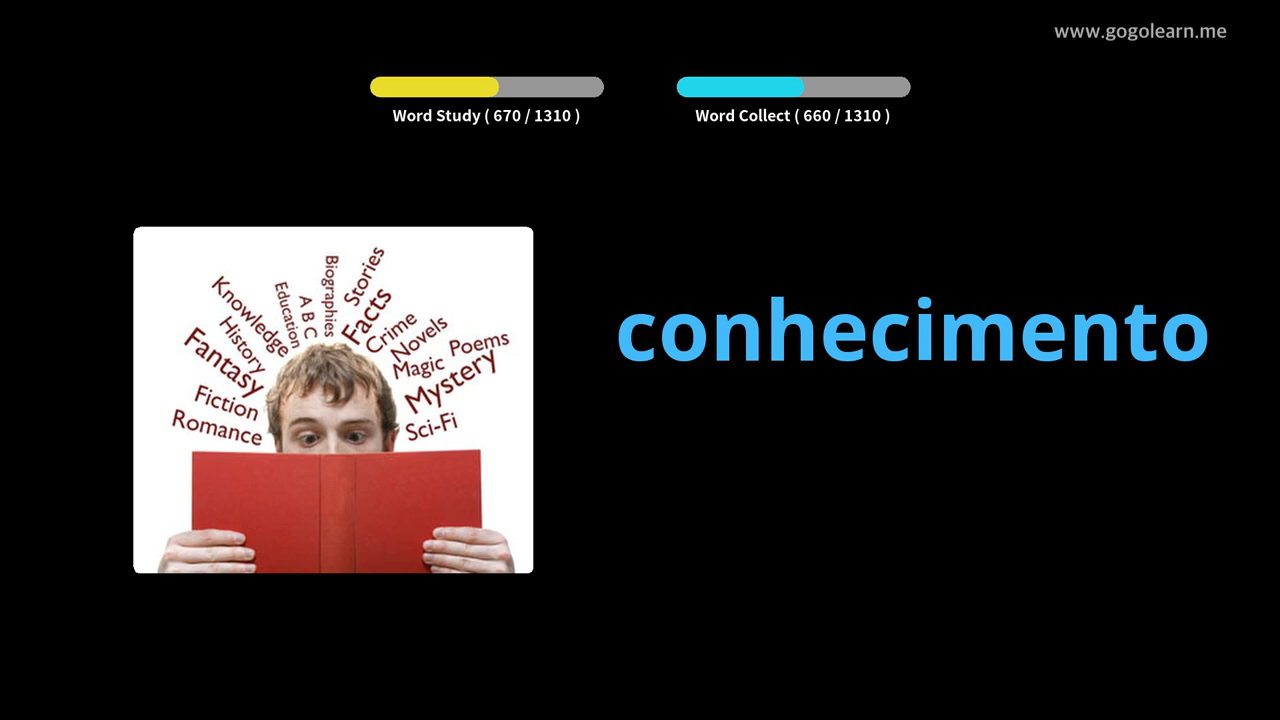 www.gogolearn.me
Word Study ( 670 / 1310 )
Word Collect ( 660 / 1310 )
conhecimento
Biographies
Stories
Education
A B C
Facts
Knowledge
Crime
History
Novels
Poems
Fantasy
Magic
Mystery
Fiction
Romance
Sci-Fi